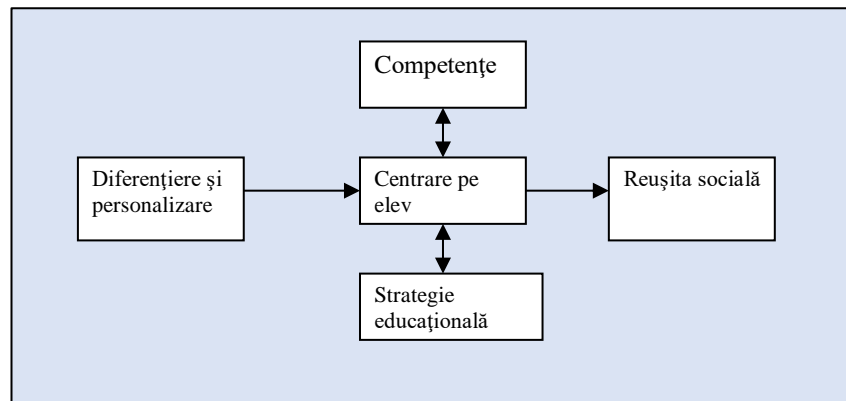 Competenţe
Diferenţiere şi
personalizare
Centrare pe
elev
Reuşita socială
Strategie
educaţională